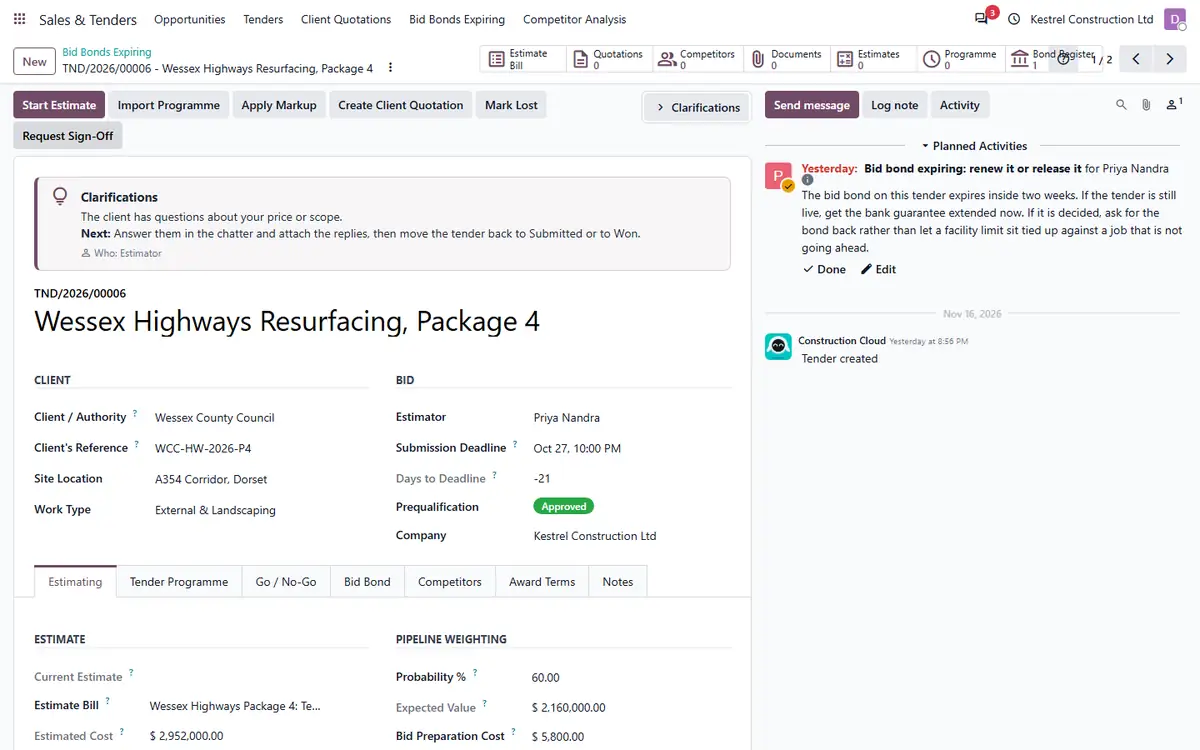 Sales & Tenders Opportunities Tenders Client Quotations Bid Bonds Expiring Competitor Analysis 3 Kestrel Construction Ltd D
New Bid Bonds Expiring
TND/2026/00006 - Wessex Highways Resurfacing, Package 4
Estimate Bill
Quotations 0
Competitors 0
Documents 0
Estimates 0
Programme 0
Bond Register 1
1 / 2
Start Estimate Import Programme Apply Markup Create Client Quotation Mark Lost Clarifications
Request Sign-Off
Send message Log note Activity 1
Clarifications
The client has questions about your price or scope.
Next: Answer them in the chatter and attach the replies, then move the tender back to Submitted or to Won.
Who: Estimator
TND/2026/00006
Wessex Highways Resurfacing, Package 4
CLIENT
Client / Authority ? Wessex County Council
Client's Reference ? WCC-HW-2026-P4
Site Location A354 Corridor, Dorset
Work Type External & Landscaping
BID
Estimator Priya Nandra
Submission Deadline ? Oct 27, 10:00 PM
Days to Deadline ? -21
Prequalification Approved
Company Kestrel Construction Ltd
Estimating Tender Programme Go / No-Go Bid Bond Competitors Award Terms Notes
ESTIMATE
Current Estimate ?
Estimate Bill ? Wessex Highways Package 4: Te...
Estimated Cost ? $ 2,952,000.00
PIPELINE WEIGHTING
Probability % ? 60.00
Expected Value ? $ 2,160,000.00
Bid Preparation Cost ? $ 5,800.00
Planned Activities
P
Yesterday: Bid bond expiring: renew it or release it for Priya Nandra
The bid bond on this tender expires inside two weeks. If the tender is still
live, get the bank guarantee extended now. If it is decided, ask for the
bond back rather than let a facility limit sit tied up against a job that is not
going ahead.
Done Edit
Nov 16, 2026
Construction Cloud Yesterday at 8:56 PM
Tender created